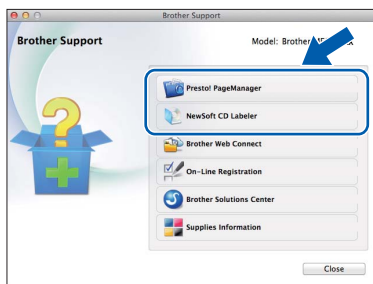 Brother Support
Brother Support
Model: Brother
Presto! PageManager
NewSoft CD Labeler
Brother Web Connect
On-Line Registration
Brother Solutions Center
Supplies Information
Close